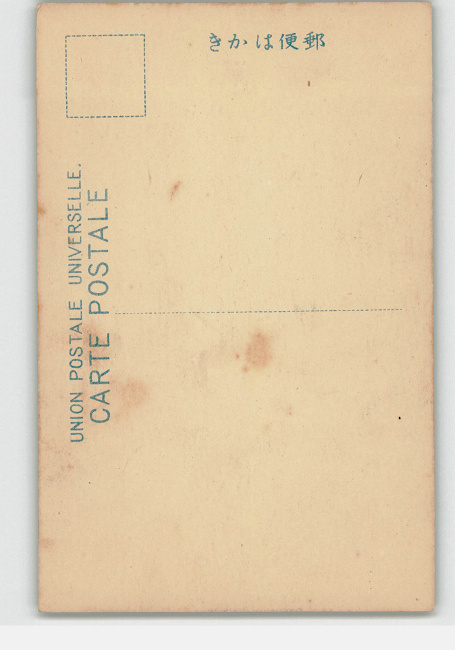 郵便はかき
UNION POSTALE UNIVERSELLE.
CARTE POSTALE